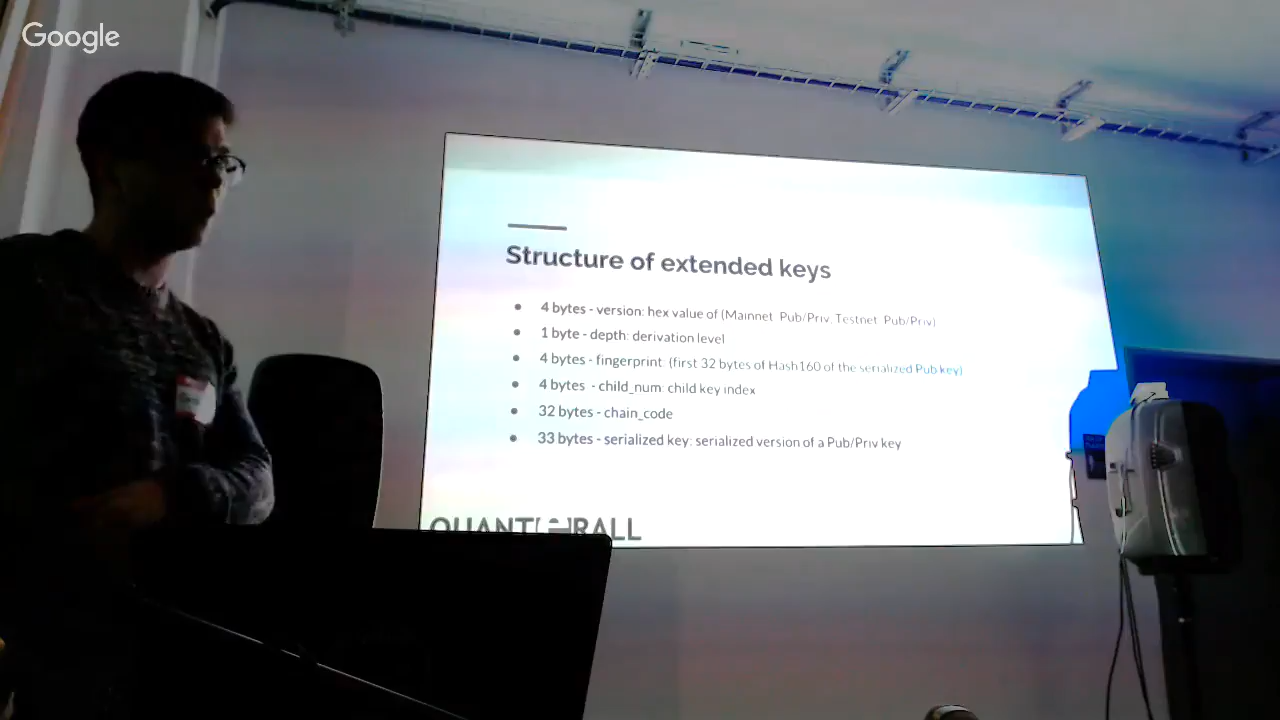 Google
Structure of extended keys
4 bytes - version: hex value of (Mainnet Pub/Priv, Testnet Pub/Priv)
1 byte - depth: derivation level
4 bytes - fingerprint: (first 32 bytes of Hash160 of the serialized Pub key)
4 bytes - child_num: child key index
32 bytes - chain_code
33 bytes - serialized key: serialized version of a Pub/Priv key